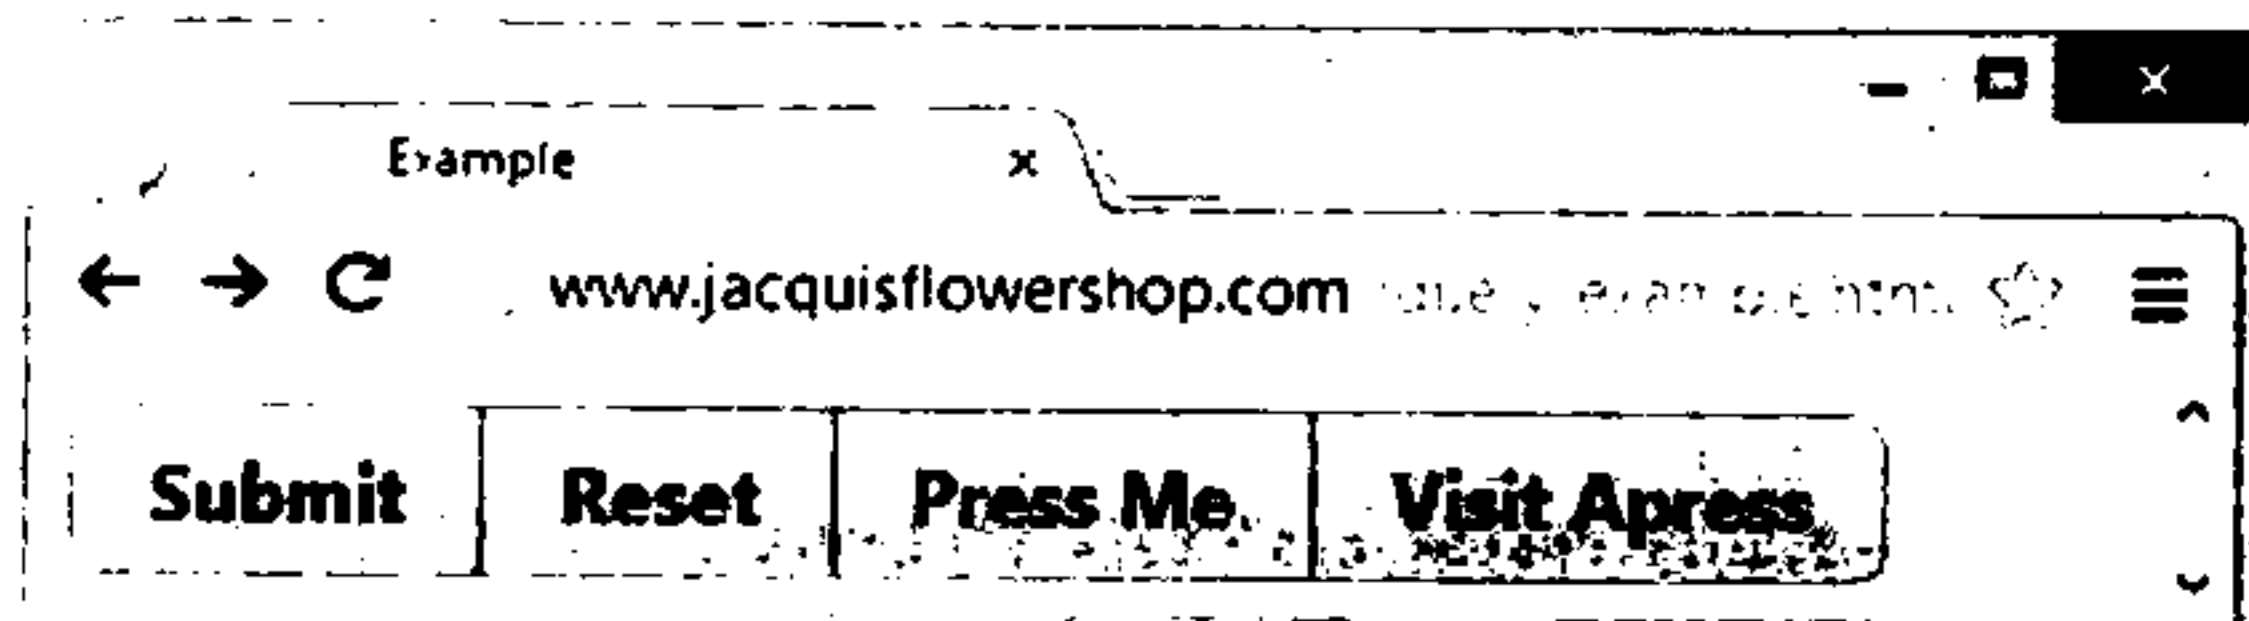 Example
www.jacquisflowershop.com
Submit Reset Press Me Visit Apress